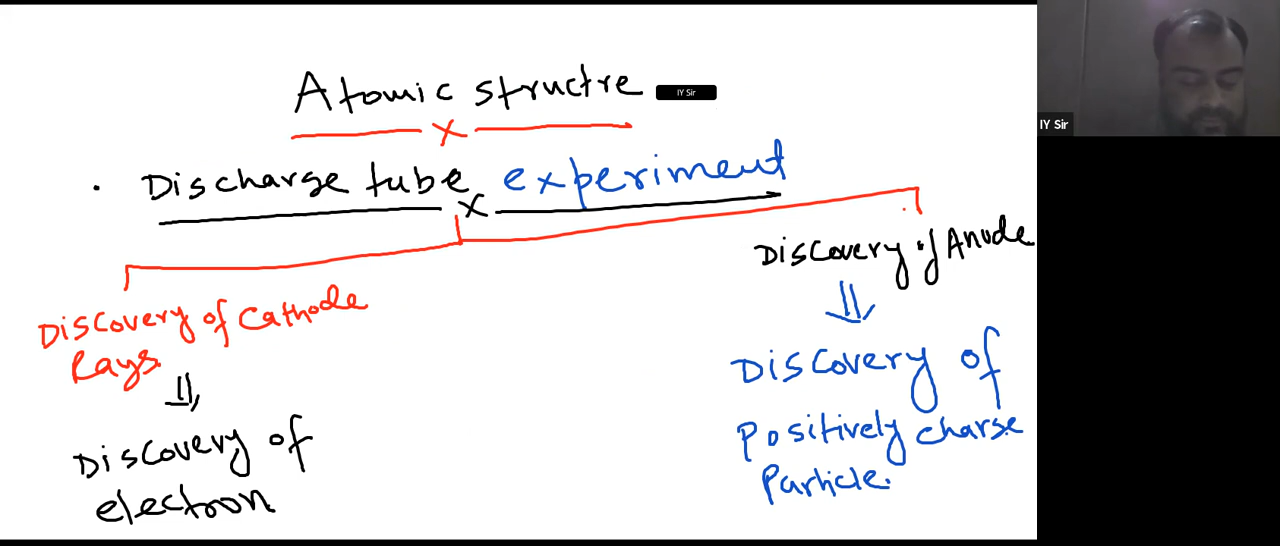 Atomic structre
IY Sir
IY Sir
. Discharge tube experiment
Discovery of Anode
Discovery of Cathode
Rays.
Discovery of
Positively charge
Particle.
Discovery of
electron.